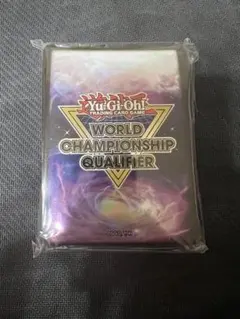 Yu-Gi-Oh!
TRADING CARD GAME
WORLD
CHAMPIONSHIP
QUALIFIER